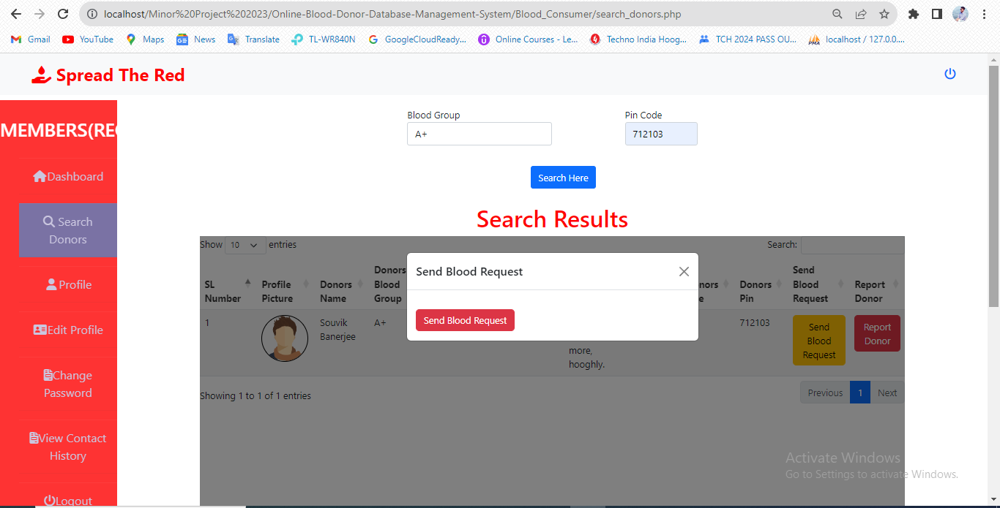 localhost/Minor%20Project%202023/Online-Blood-Donor-Database-Management-System/Blood_Consumer/search_donors.php
Gmail YouTube Maps News Translate TL-WR840N GoogleCloudReady... Online Courses - Le... Techno India Hoog... TCH 2024 PASS OU... localhost / 127.0.0....
Spread The Red
MEMBERS(REC
Dashboard
Search
Donors
Profile
Edit Profile
Change
Password
View Contact
History
Logout
Blood Group
Pin Code
A+
712103
Search Here
Search Results
Show 10 entries
Search:
SL
Number
Profile
Picture
Donors
Name
Donors
Blood
Group
nors
e
Donors
Pin
Send
Blood
Request
Report
Donor
1
Souvik
Banerjee
A+
more,
hooghly.
712103
Send
Blood
Request
Report
Donor
Send Blood Request
Send Blood Request
Showing 1 to 1 of 1 entries
Previous 1 Next
Activate Windows
Go to Settings to activate Windows.